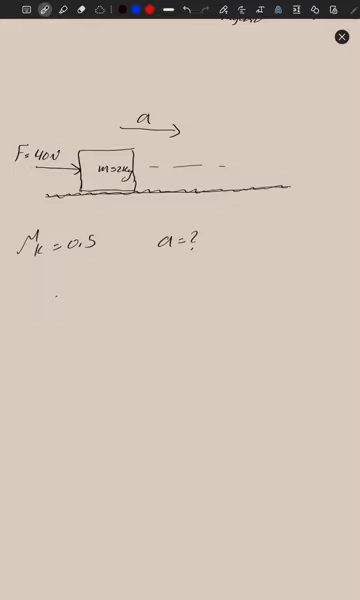 a
F = 40N
m = 2kg
μk = 0.5 a = ?